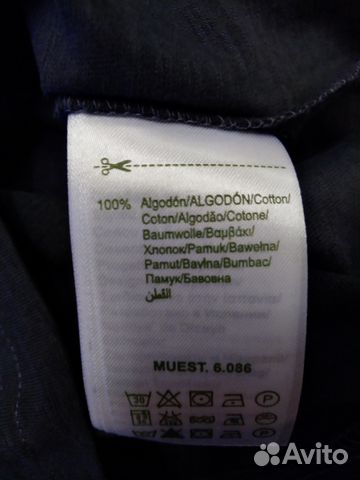 100% Algodón/ALGODÓN/Cotton/
Coton/Algodão/Cotone/
Baumwolle/Βαμβάκι/
Хлопок/Pamuk/Bawełna/
Pamut/Bavlna/Bumbac/
Памук/Бавовна
القطن
MUEST. 6.086
30
Avito